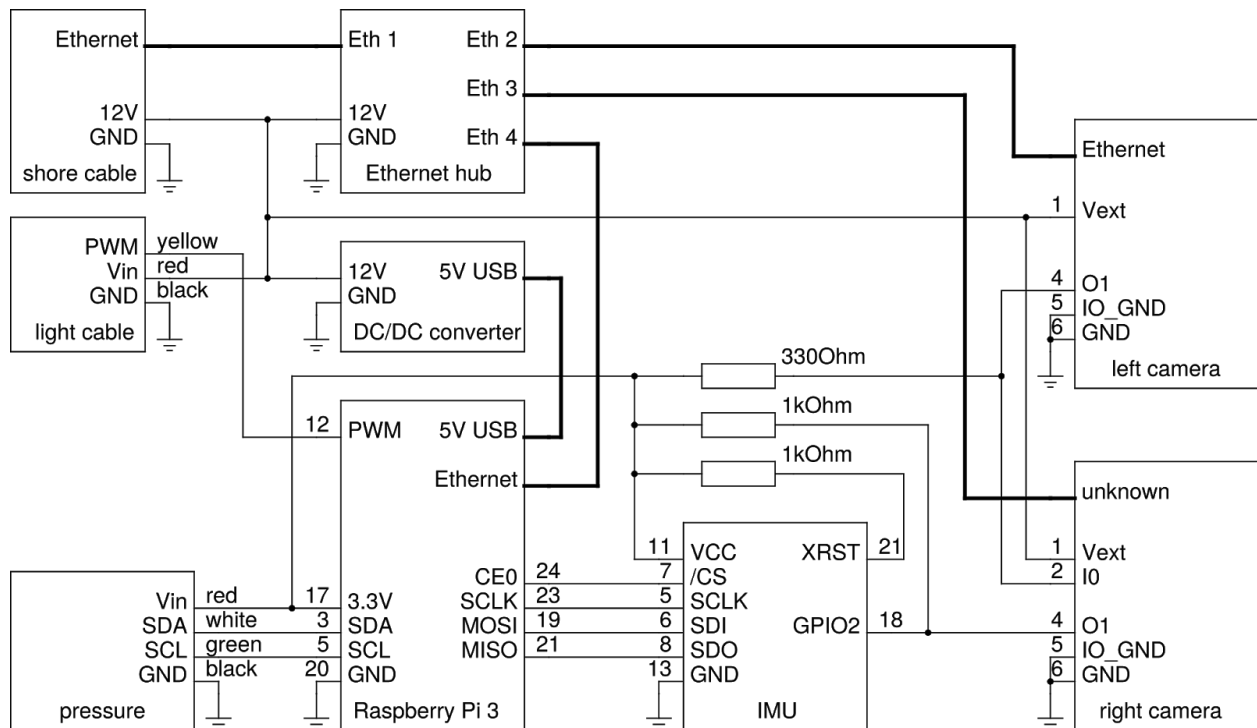 Ethernet
12V
GND
shore cable
Eth 1
Eth 2
Eth 3
Eth 4
12V
GND
Ethernet hub
PWM yellow
Vin red
GND black
light cable
12V
GND
5V USB
DC/DC converter
Ethernet
1 Vext
4 O1
5 IO_GND
6 GND
left camera
330Ohm
1kOhm
1kOhm
12 PWM
5V USB
Ethernet
CE0 24
SCLK 23
MOSI 19
MISO 21
17 3.3V
3 SDA
5 SCL
20 GND
Raspberry Pi 3
Vin red
SDA white
SCL green
GND black
pressure
11 VCC
7 /CS
5 SCLK
6 SDI
8 SDO
13 GND
XRST 21
GPIO2 18
IMU
unknown
1 Vext
2 I0
4 O1
5 IO_GND
6 GND
right camera